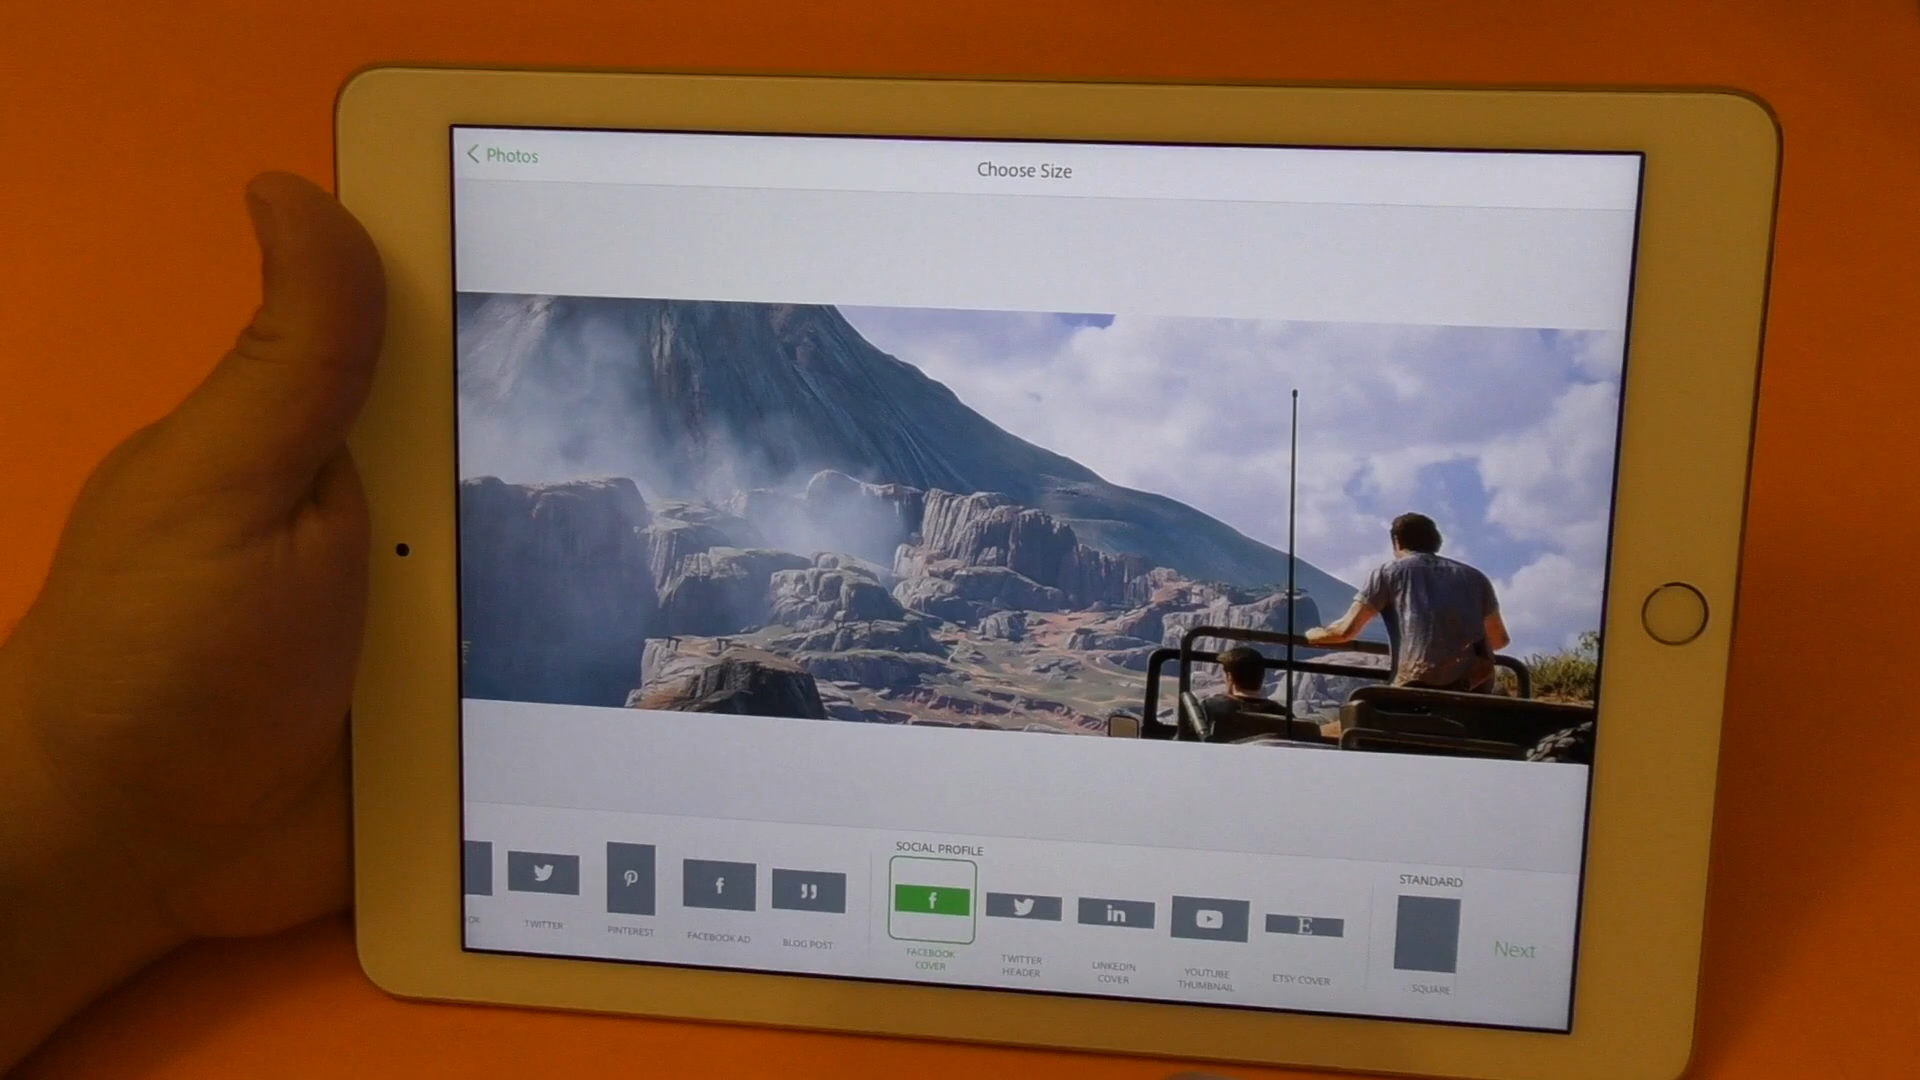 Photos
Choose Size
SOCIAL PROFILE
STANDARD
TWITTER
PINTEREST
FACEBOOK AD
BLOG POST
FACEBOOK
COVER
TWITTER
HEADER
LINKEDIN
COVER
YOUTUBE
THUMBNAIL
ETSY COVER
SQUARE
Next